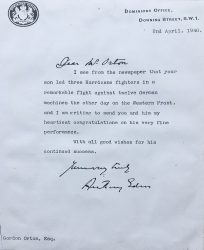 DOMINIONS OFFICE,
DOWNING STREET, S.W.1.
2nd April, 1940.
Dear Mr Orton
I see from the newspaper that your
son led three Hurricane fighters in a
remarkable fight against twelve German
machines the other day on the Western Front,
and I am writing to send you and him my
heartiest congratulations on his very fine
performance.
With all good wishes for his
continued success.
Yours very truly
Anthony Eden
Gordon Orton, Esq.